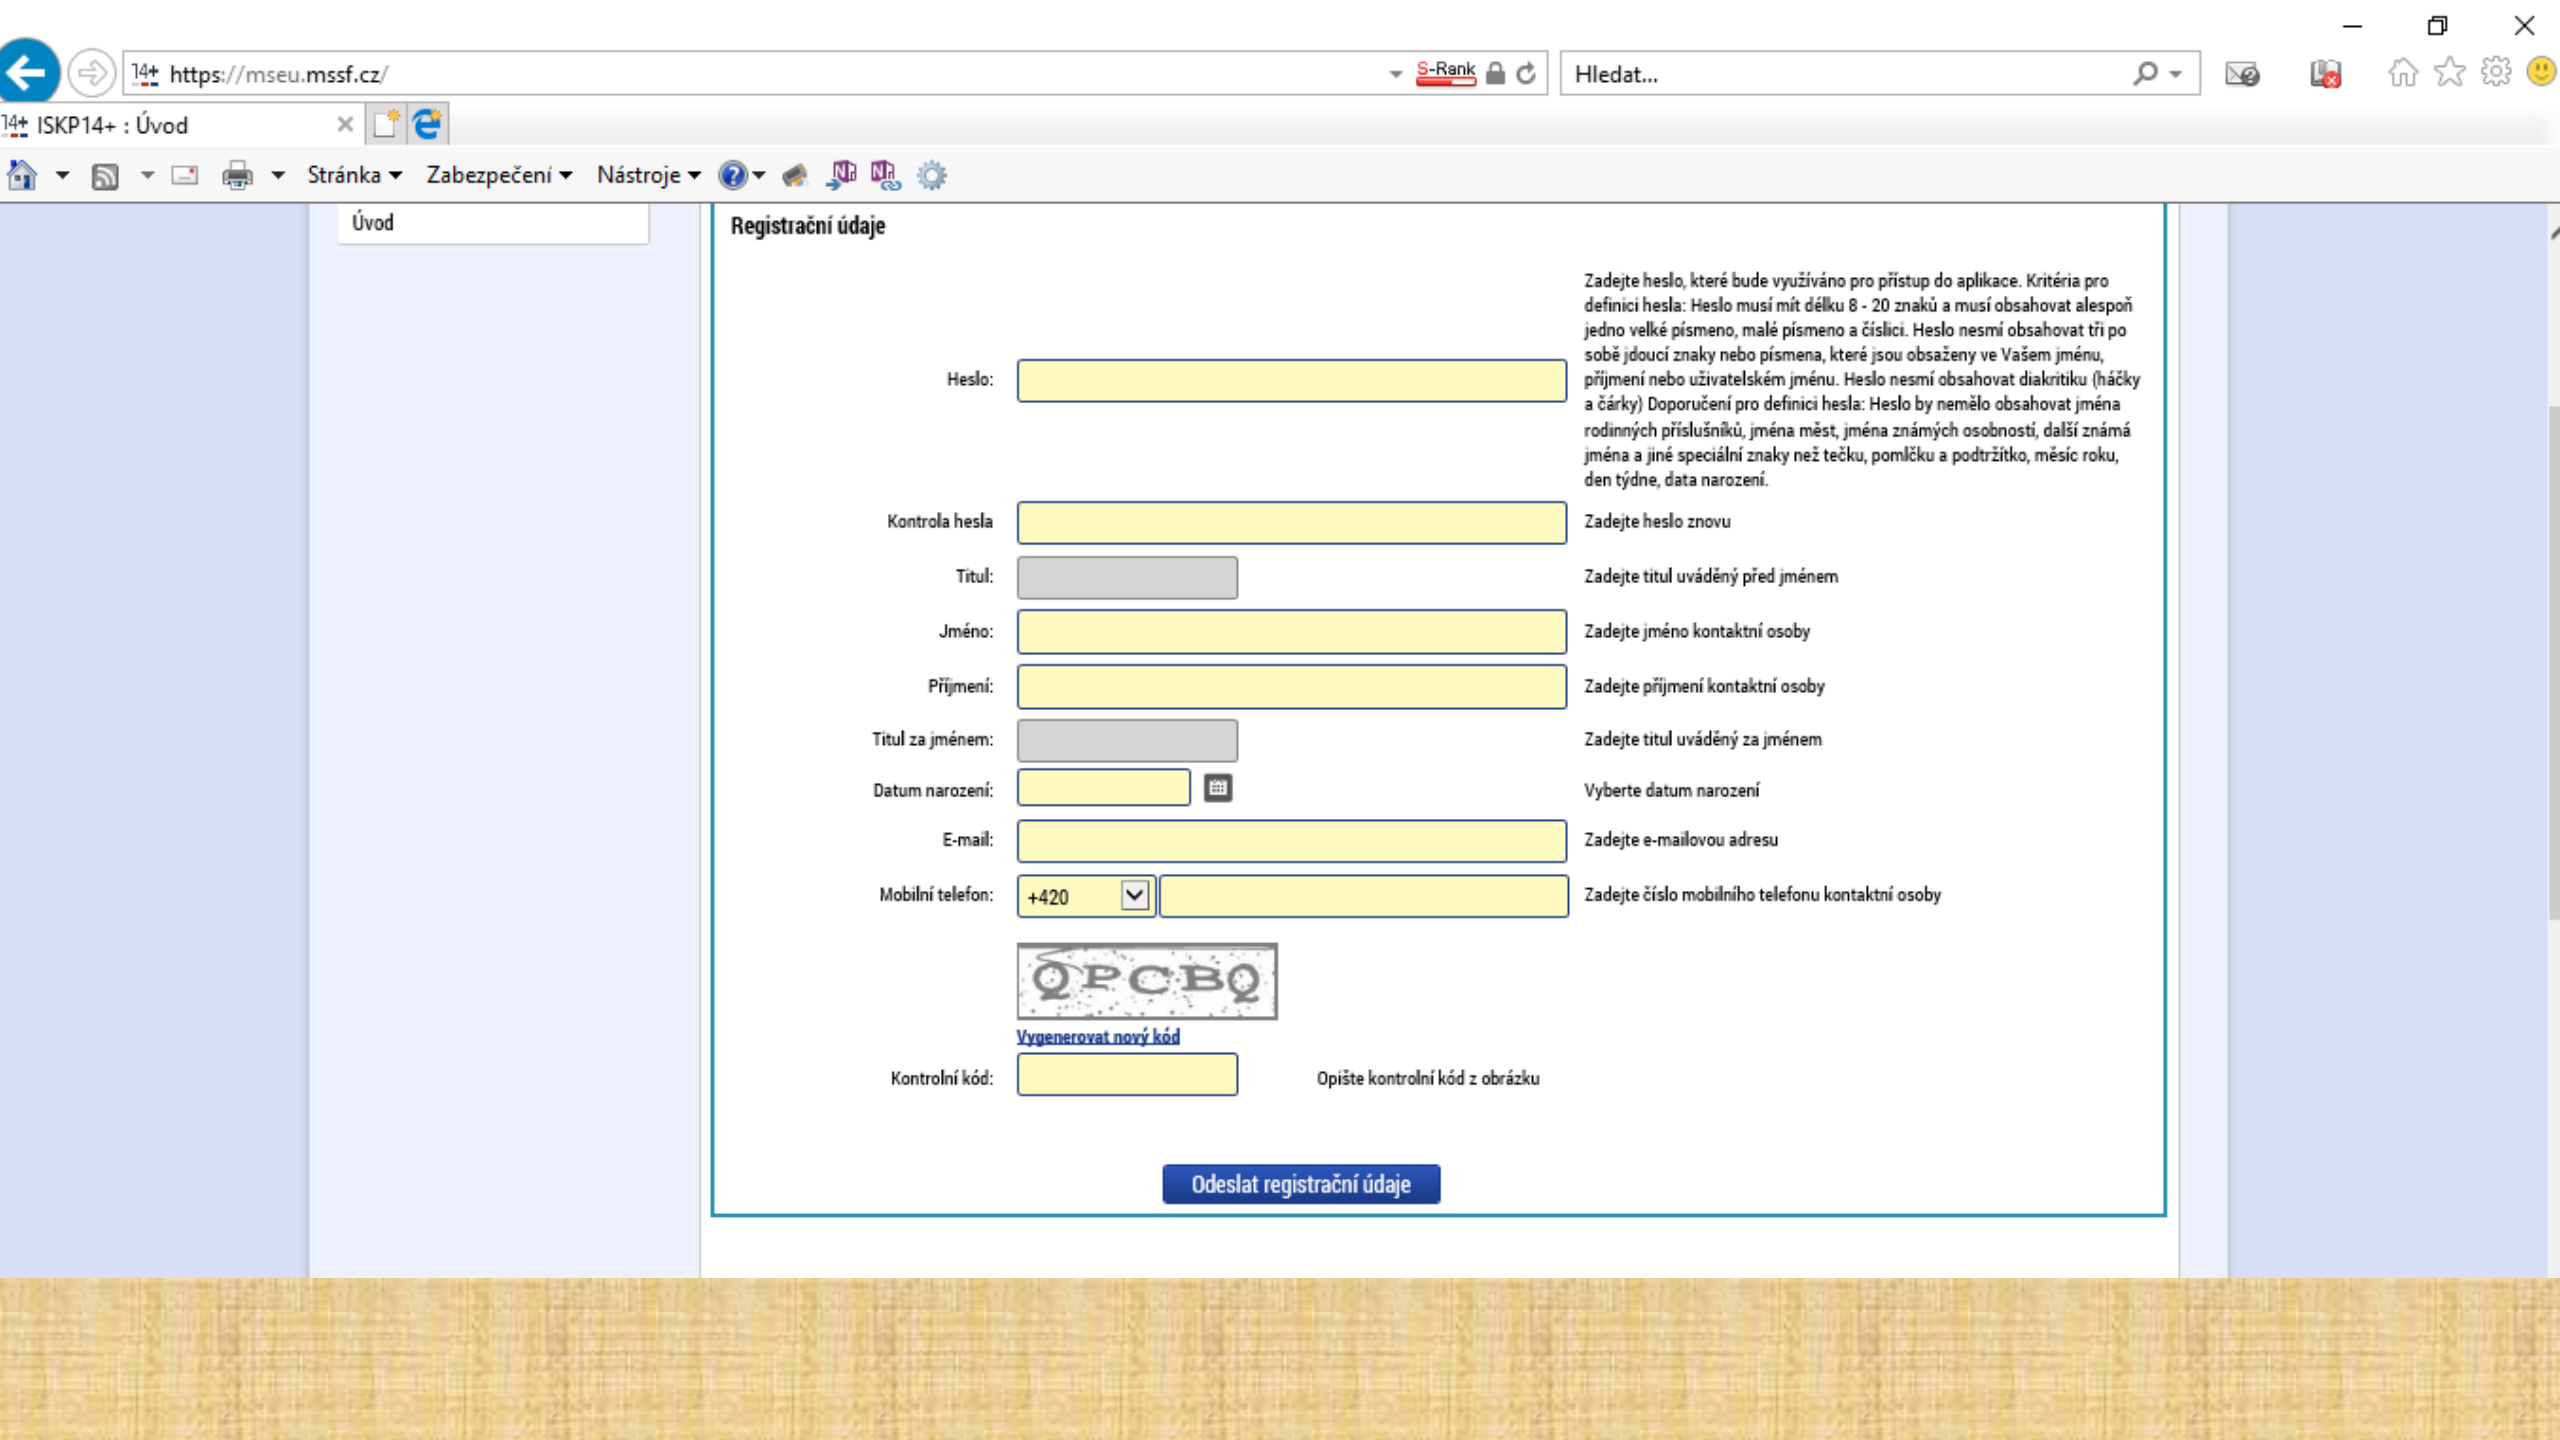 14+ https://mseu.mssf.cz/ S-Rank Hledat...
14+ ISKP14+ : Úvod
Stránka Zabezpečení Nástroje
Úvod
Registrační údaje
Zadejte heslo, které bude využíváno pro přístup do aplikace. Kritéria pro
definici hesla: Heslo musí mít délku 8 - 20 znaků a musí obsahovat alespoň
jedno velké písmeno, malé písmeno a číslici. Heslo nesmí obsahovat tři po
sobě jdoucí znaky nebo písmena, které jsou obsaženy ve Vašem jménu,
Heslo: příjmení nebo uživatelském jménu. Heslo nesmí obsahovat diakritiku (háčky
a čárky) Doporučení pro definici hesla: Heslo by nemělo obsahovat jména
rodinných příslušníků, jména měst, jména známých osobností, další známá
jména a jiné speciální znaky než tečku, pomlčku a podtržítko, měsíc roku,
den týdne, data narození.
Kontrola hesla Zadejte heslo znovu
Titul: Zadejte titul uváděný před jménem
Jméno: Zadejte jméno kontaktní osoby
Příjmení: Zadejte příjmení kontaktní osoby
Titul za jménem: Zadejte titul uváděný za jménem
Datum narození: Vyberte datum narození
E-mail: Zadejte e-mailovou adresu
Mobilní telefon: +420 Zadejte číslo mobilního telefonu kontaktní osoby
QPCBQ
Vygenerovat nový kód
Kontrolní kód: Opište kontrolní kód z obrázku
Odeslat registrační údaje